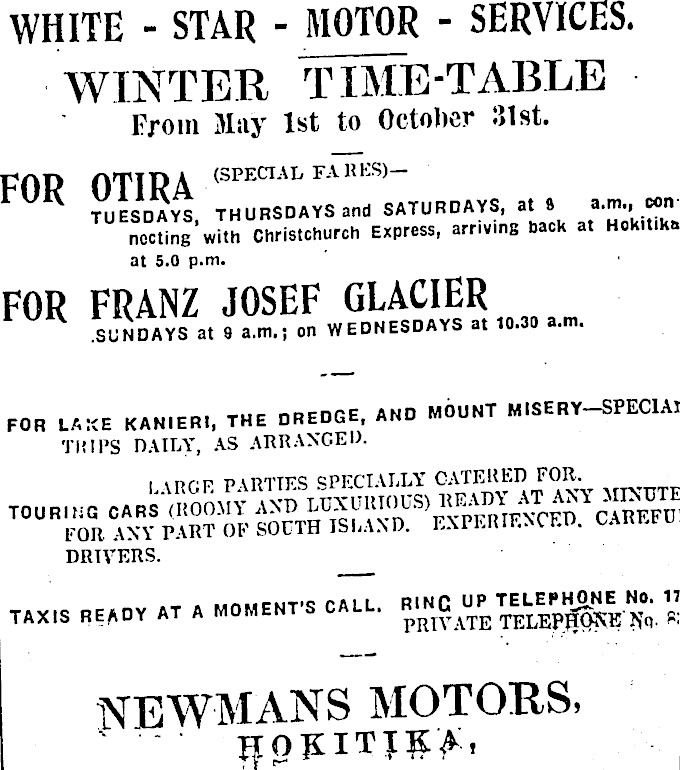 WHITE - STAR - MOTOR - SERVICES.
WINTER TIME-TABLE
From May 1st to October 31st.
FOR OTIRA (SPECIAL FARES)—
TUESDAYS, THURSDAYS and SATURDAYS, at 8 a.m., con-
necting with Christchurch Express, arriving back at Hokitika
at 5.0 p.m.
FOR FRANZ JOSEF GLACIER
SUNDAYS at 9 a.m.; on WEDNESDAYS at 10.30 a.m.
FOR LAKE KANIERI, THE DREDGE, AND MOUNT MISERY—SPECIAL
TRIPS DAILY, AS ARRANGED.
LARGE PARTIES SPECIALLY CATERED FOR.
TOURING CARS (ROOMY AND LUXURIOUS) READY AT ANY MINUTE
FOR ANY PART OF SOUTH ISLAND. EXPERIENCED. CAREFU
DRIVERS.
TAXIS READY AT A MOMENT'S CALL. RING UP TELEPHONE No. 17
PRIVATE TELEPHONE No.
NEWMANS MOTORS,
HOKITIKA,